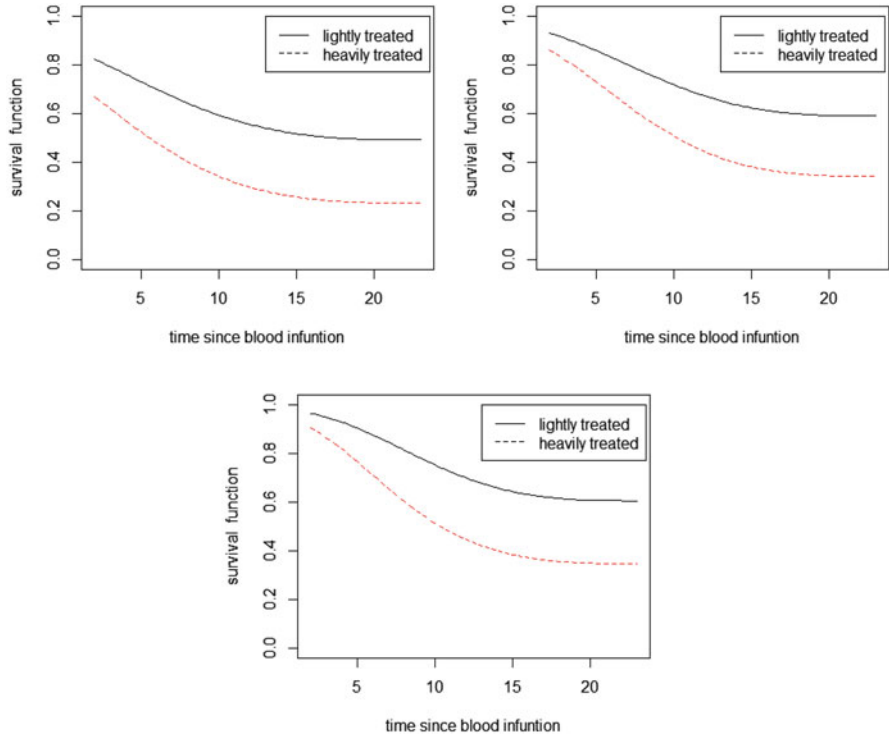 survival function
1.0
0.8
0.6
0.4
0.2
0.0
lightly treated
heavily treated
5 10 15 20
time since blood infuntion
survival function
1.0
0.8
0.6
0.4
0.2
0.0
lightly treated
heavily treated
5 10 15 20
time since blood infuntion
survival function
1.0
0.8
0.6
0.4
0.2
0.0
lightly treated
heavily treated
5 10 15 20
time since blood infuntion